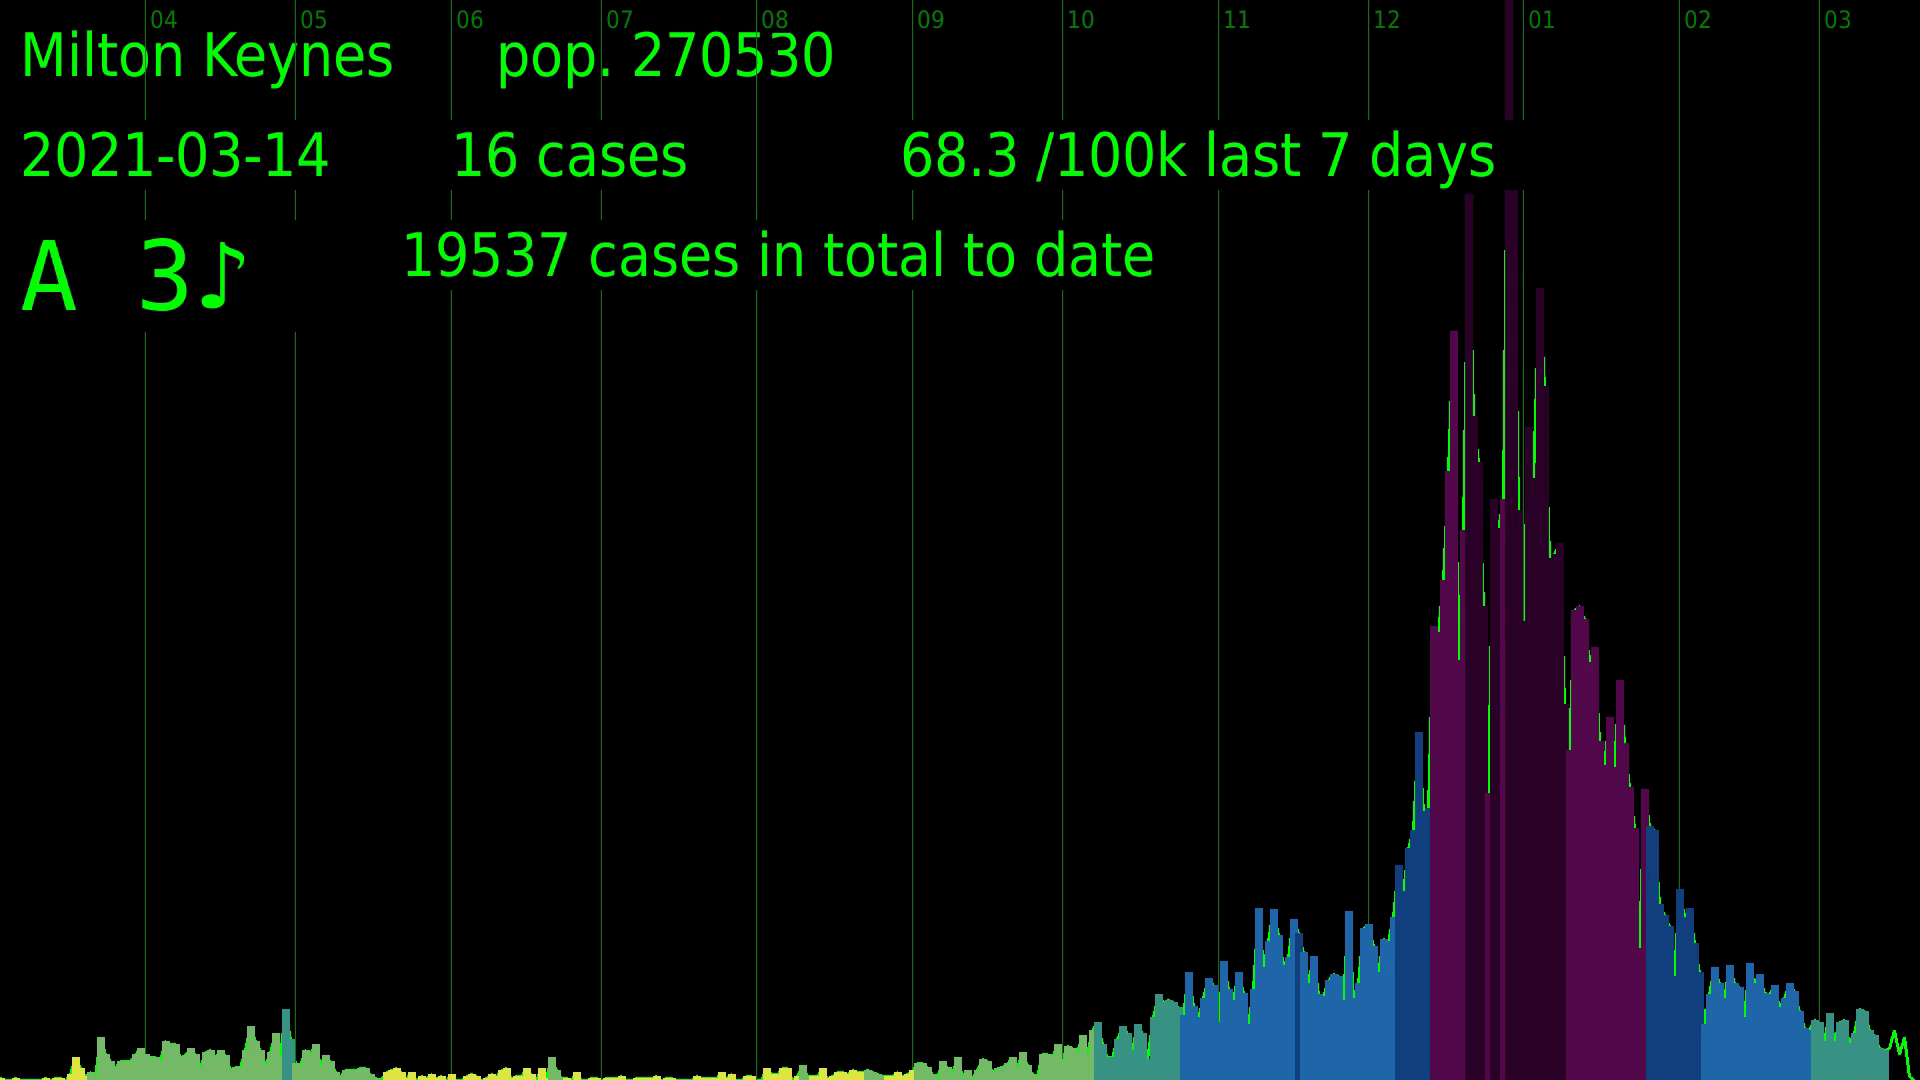 04 05 06 07 08 09 10 11 12 01 02 03
Milton Keynes pop. 270530
2021-03-14 16 cases 68.3 /100k last 7 days
A 3♪ 19537 cases in total to date